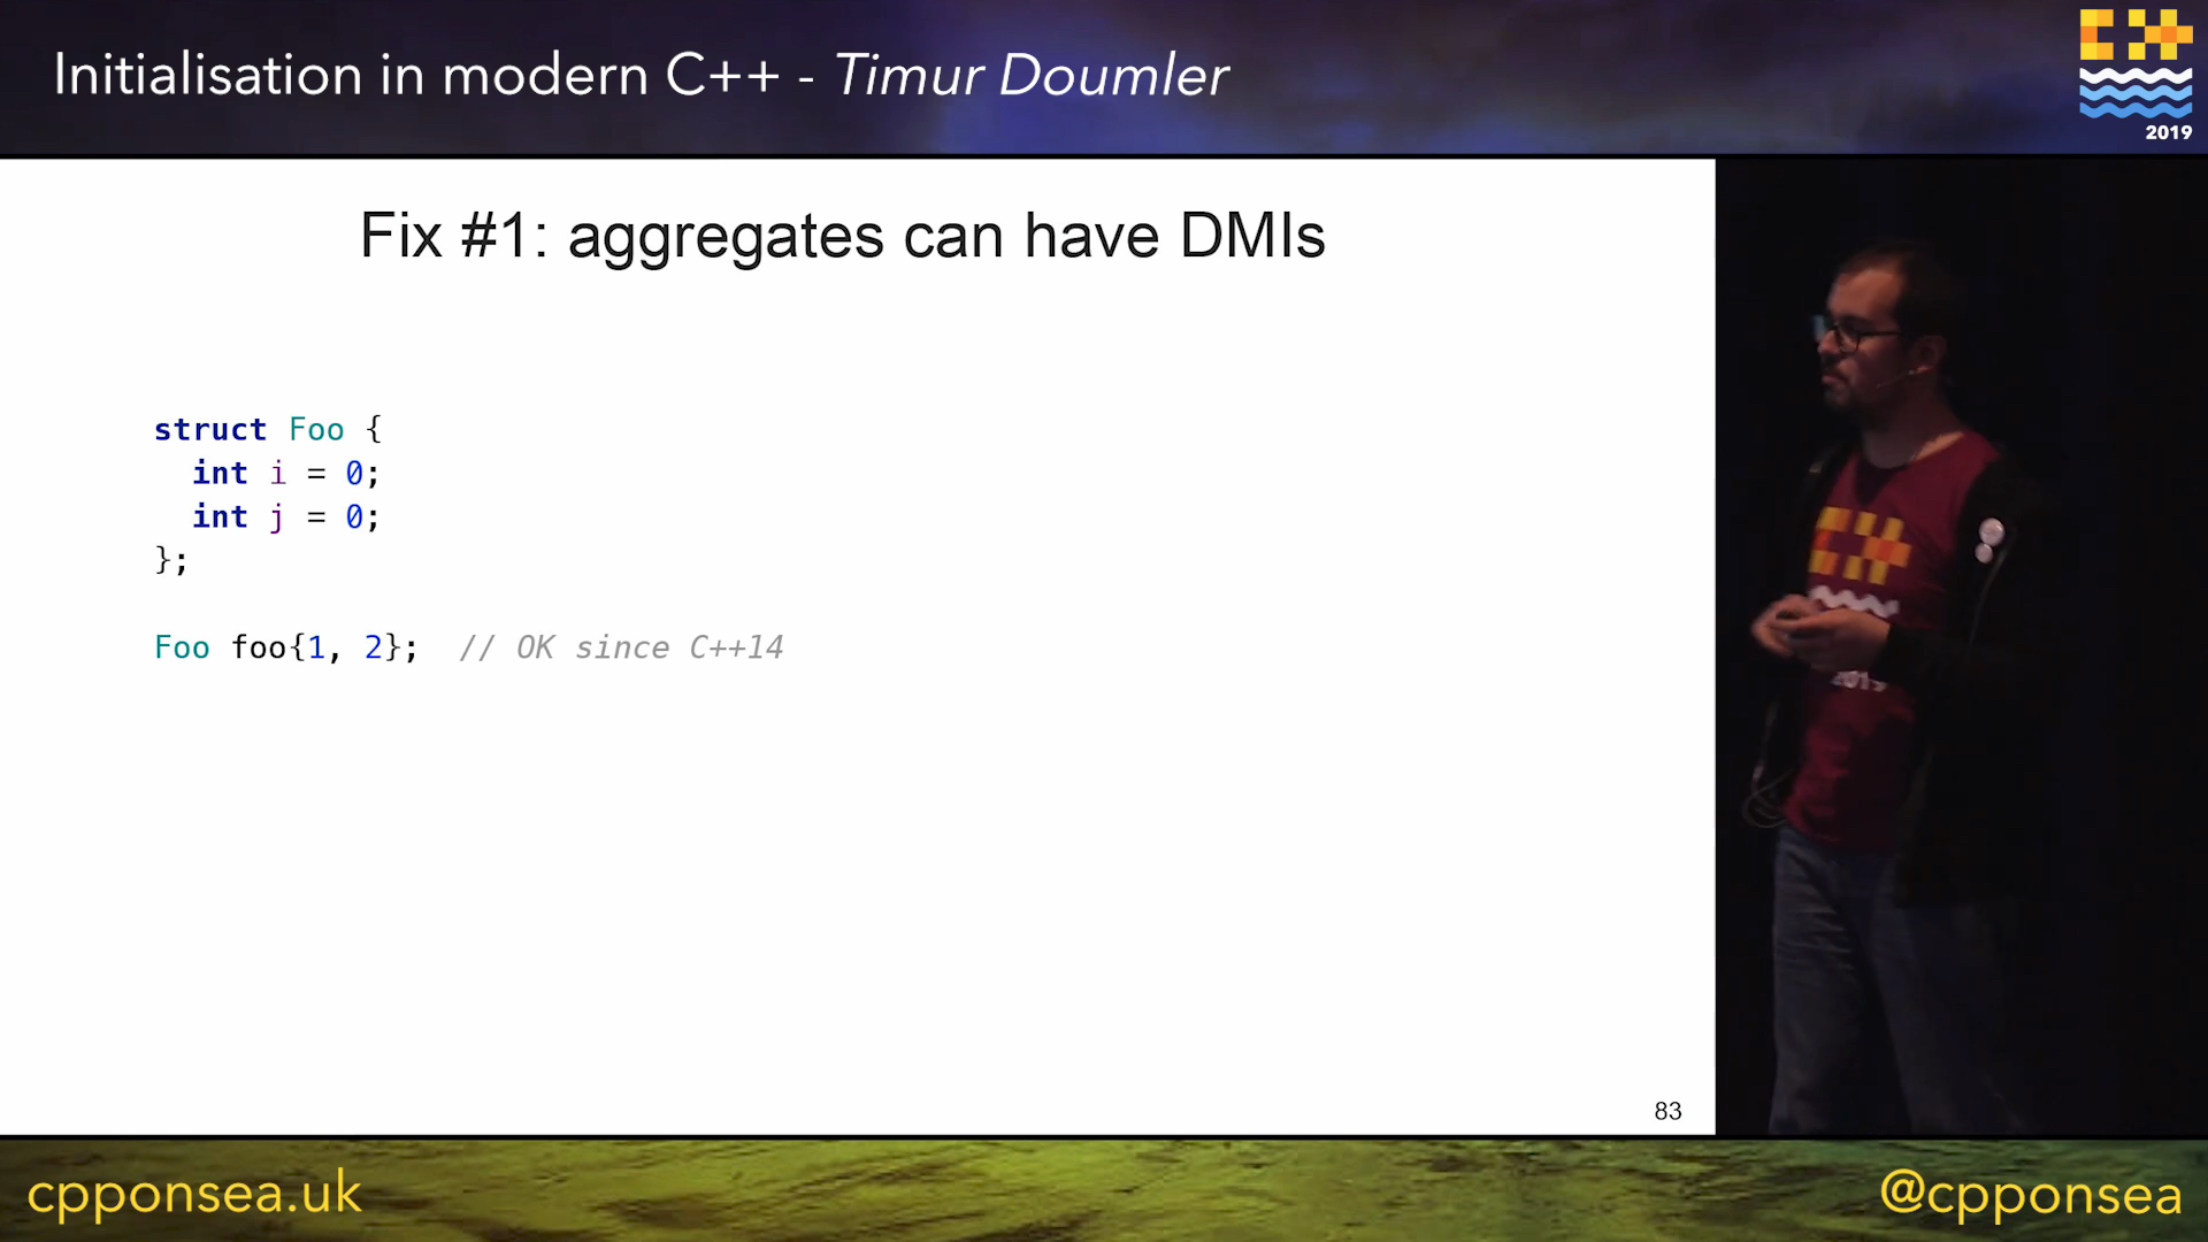 Initialisation in modern C++ - Timur Doumler
2019
Fix #1: aggregates can have DMIs
struct Foo {
int i = 0;
int j = 0;
};
Foo foo{1, 2}; // OK since C++14
2019
83
cpponsea.uk
@cpponsea